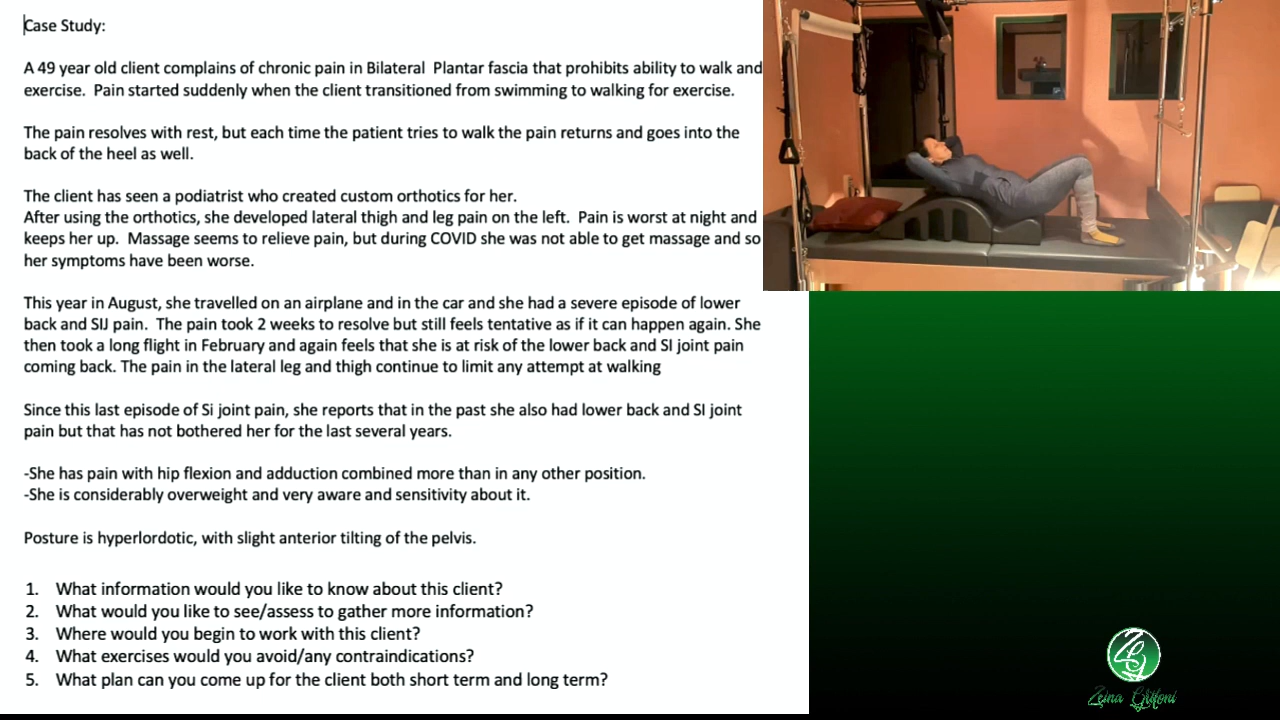 Case Study:
A 49 year old client complains of chronic pain in Bilateral Plantar fascia that prohibits ability to walk and
exercise. Pain started suddenly when the client transitioned from swimming to walking for exercise.
The pain resolves with rest, but each time the patient tries to walk the pain returns and goes into the
back of the heel as well.
The client has seen a podiatrist who created custom orthotics for her.
After using the orthotics, she developed lateral thigh and leg pain on the left. Pain is worst at night and
keeps her up. Massage seems to relieve pain, but during COVID she was not able to get massage and so
her symptoms have been worse.
This year in August, she travelled on an airplane and in the car and she had a severe episode of lower
back and SIJ pain. The pain took 2 weeks to resolve but still feels tentative as if it can happen again. She
then took a long flight in February and again feels that she is at risk of the lower back and SI joint pain
coming back. The pain in the lateral leg and thigh continue to limit any attempt at walking
Since this last episode of Si joint pain, she reports that in the past she also had lower back and SI joint
pain but that has not bothered her for the last several years.
-She has pain with hip flexion and adduction combined more than in any other position.
-She is considerably overweight and very aware and sensitivity about it.
Posture is hyperlordotic, with slight anterior tilting of the pelvis.
1. What information would you like to know about this client?
2. What would you like to see/assess to gather more information?
3. Where would you begin to work with this client?
4. What exercises would you avoid/any contraindications?
5. What plan can you come up for the client both short term and long term?
ZG
Zeina Grifoni